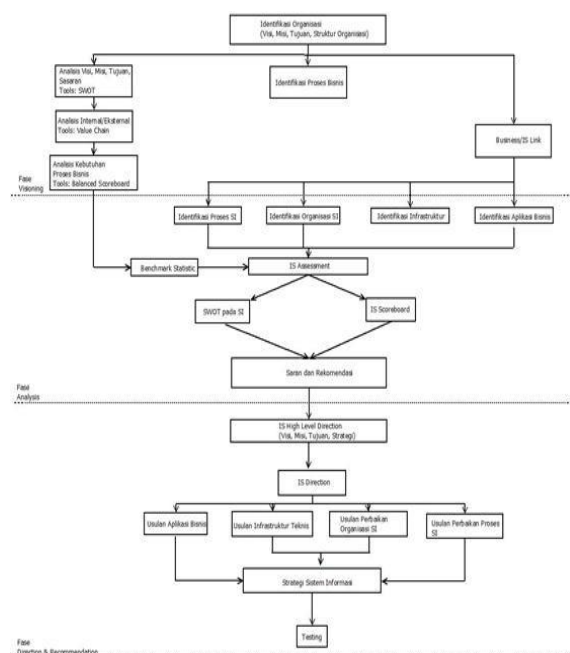 Identifikasi Organisasi
(Visi, Misi, Tujuan, Struktur Organisasi)
Analisis Visi, Misi, Tujuan,
Sasaran
Tools: SWOT
Identifikasi Proses Bisnis
Analisis Internal/Eksternal
Tools: Value Chain
Business/IS Link
Analisis Kebutuhan
Proses Bisnis
Tools: Balanced Scoreboard
Fase
Visioning
Identifikasi Proses SI
Identifikasi Organisasi SI
Identifikasi Infrastruktur
Identifikasi Aplikasi Bisnis
Benchmark Statistic
IS Assessment
SWOT pada SI
IS Scoreboard
Saran dan Rekomendasi
Fase
Analysis
IS High Level Direction
(Visi, Misi, Tujuan, Strategi)
IS Direction
Usulan Aplikasi Bisnis
Usulan Infrastruktur Teknis
Usulan Perbaikan
Organisasi SI
Usulan Perbaikan Proses
SI
Strategi Sistem Informasi
Testing
Fase
Direction & Recommendation